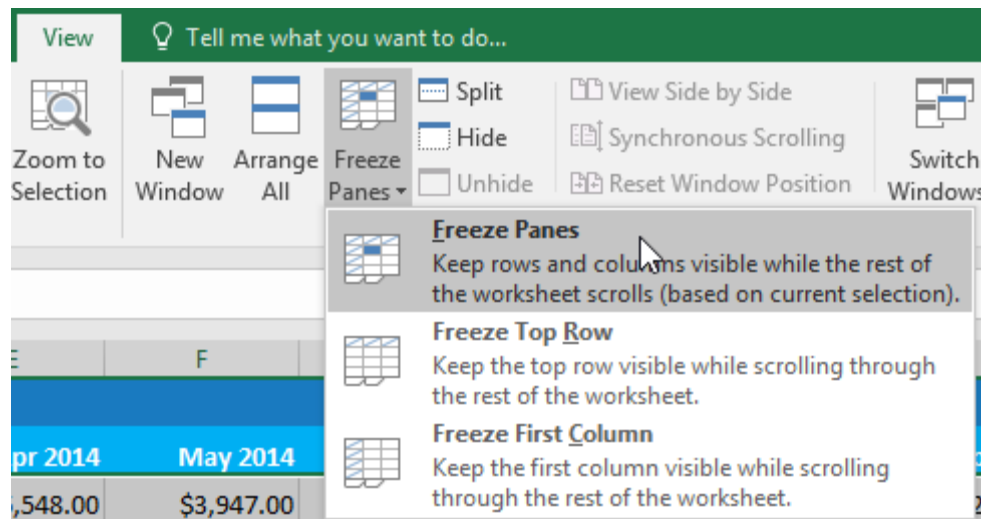 View Tell me what you want to do...
Zoom to Selection
New Window
Arrange All
Freeze Panes
Split
Hide
Unhide
View Side by Side
Synchronous Scrolling
Reset Window Position
Switch Windows
Freeze Panes
Keep rows and columns visible while the rest of
the worksheet scrolls (based on current selection).
Freeze Top Row
Keep the top row visible while scrolling through
the rest of the worksheet.
Freeze First Column
Keep the first column visible while scrolling
through the rest of the worksheet.
E F
pr 2014 May 2014
,548.00 $3,947.00